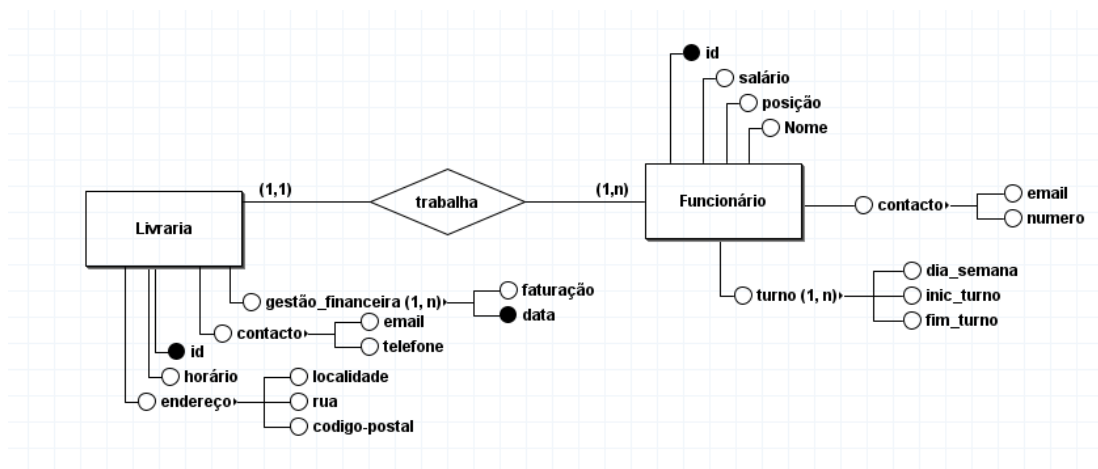 id
salário
posição
Nome
(1,1)
trabalha
(1,n)
Funcionário
contacto
email
numero
Livraria
turno (1, n)
dia_semana
inic_turno
fim_turno
gestão_financeira (1, n)
faturação
data
contacto
email
telefone
id
horário
endereço
localidade
rua
codigo-postal